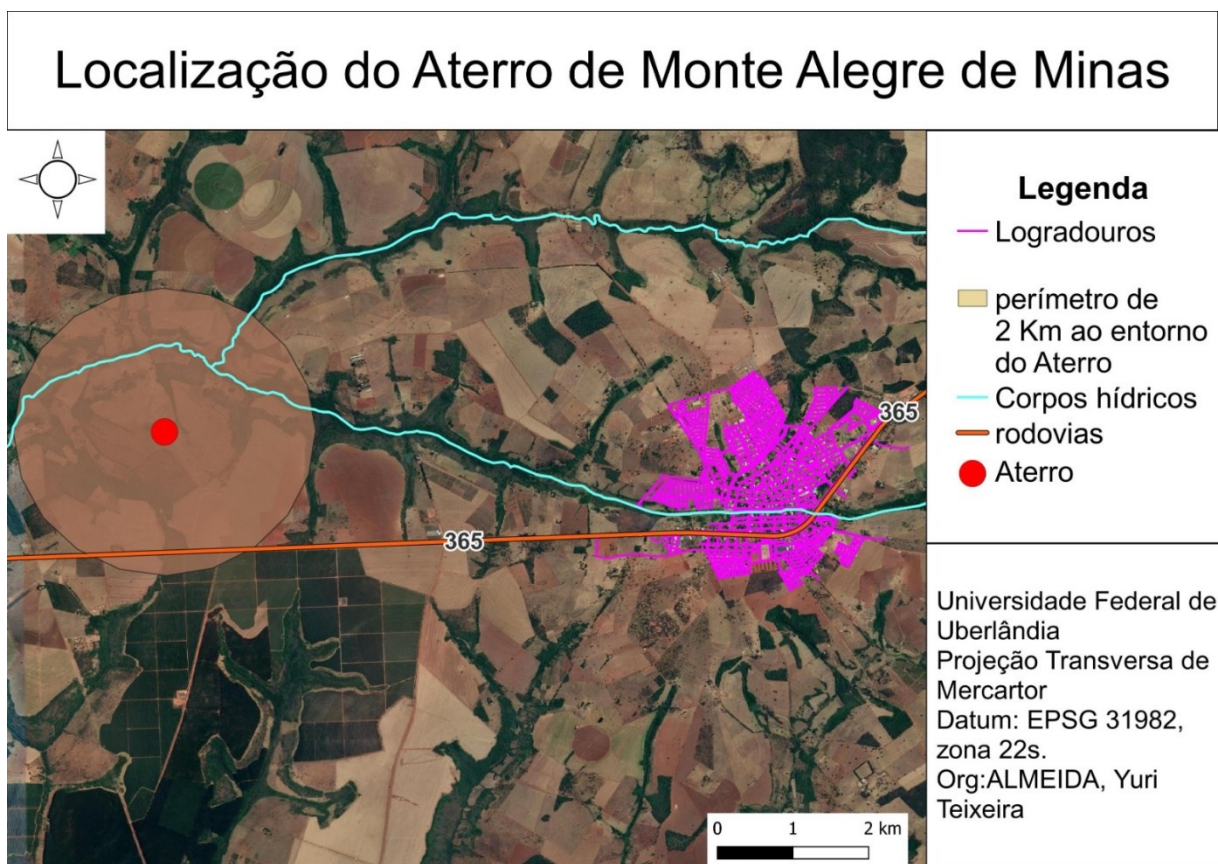 Localização do Aterro de Monte Alegre de Minas
Legenda
Logradouros
perímetro de
2 Km ao entorno
do Aterro
Corpos hídricos
rodovias
Aterro
365
365
Universidade Federal de
Uberlândia
Projeção Transversa de
Mercartor
Datum: EPSG 31982,
zona 22s.
Org:ALMEIDA, Yuri
Teixeira
0 1 2 km